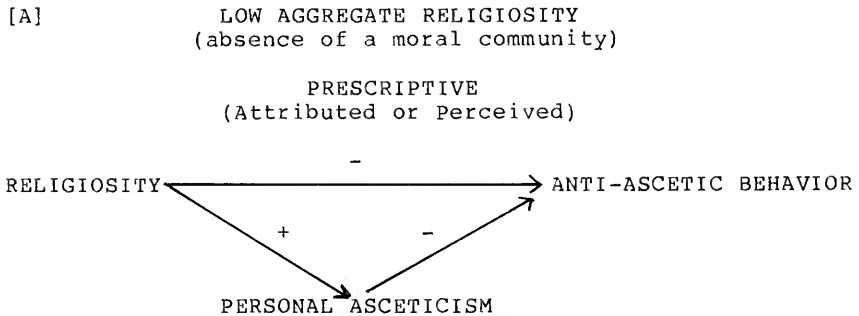 [A] LOW AGGREGATE RELIGIOSITY
(absence of a moral community)
PRESCRIPTIVE
(Attributed or Perceived)
-
RELIGIOSITY ANTI-ASCETIC BEHAVIOR
+ -
PERSONAL ASCETICISM